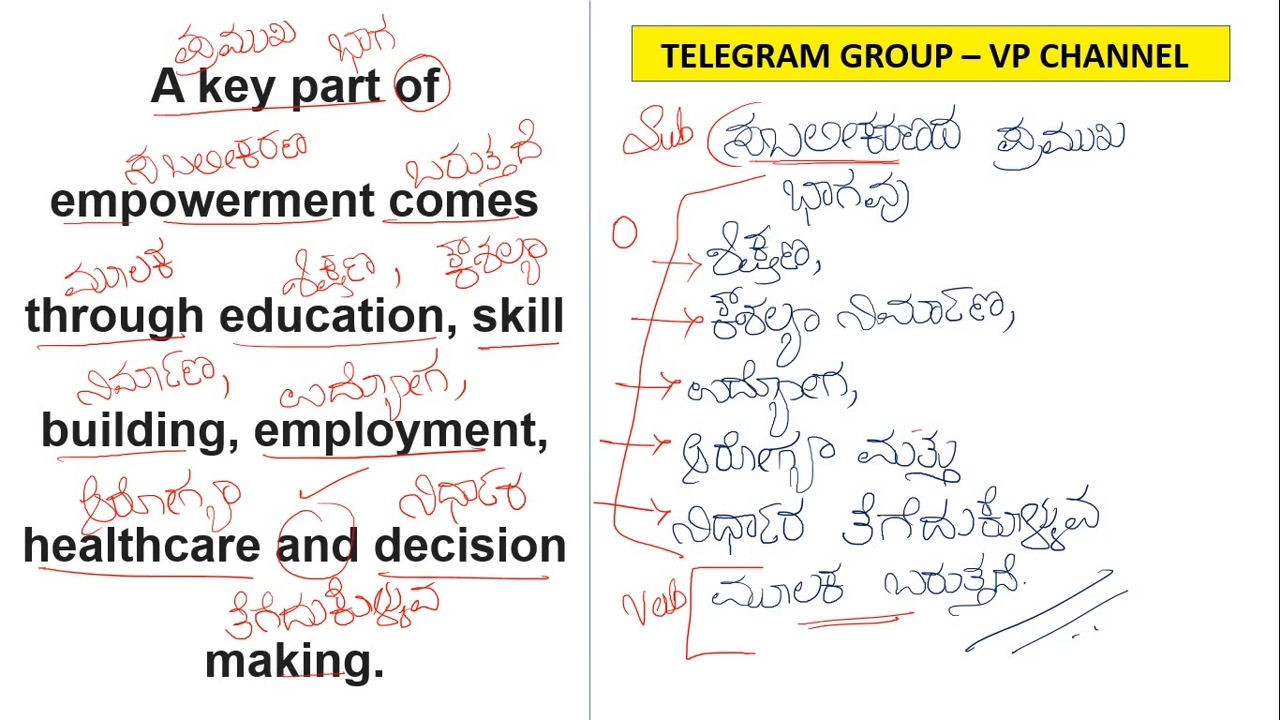 ಪ್ರಮುಖ ಭಾಗ
A key part of
ಸಬಲೀಕರಣ ಬರುತ್ತದೆ
empowerment comes
ಮೂಲಕ ಶಿಕ್ಷಣ, ಕೌಶಲ್ಯ
through education, skill
ನಿರ್ಮಾಣ, ಉದ್ಯೋಗ,
building, employment,
ಆರೋಗ್ಯ ನಿರ್ಧಾರ
healthcare and decision
ತೆಗೆದುಕೊಳ್ಳುವ
making.
TELEGRAM GROUP – VP CHANNEL
Sub ಸಬಲೀಕರಣದ ಪ್ರಮುಖ
ಭಾಗವು
O ಶಿಕ್ಷಣ,
ಕೌಶಲ್ಯ ನಿರ್ಮಾಣ,
ಉದ್ಯೋಗ,
ಆರೋಗ್ಯ ಮತ್ತು
ನಿರ್ಧಾರ ತೆಗೆದುಕೊಳ್ಳುವ
Verb ಮೂಲಕ ಬರುತ್ತದೆ.